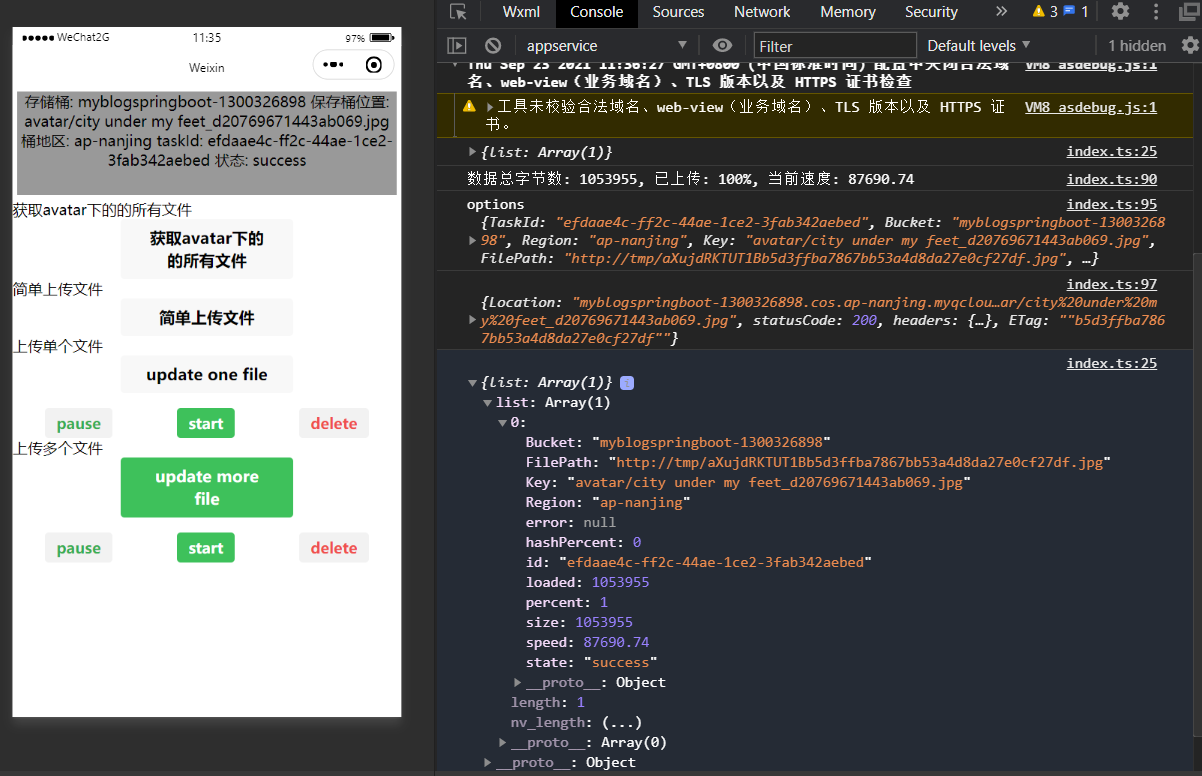 WeChat2G
11:35
97%
Weixin
存储桶: myblogspringboot-1300326898 保存桶位置:
avatar/city under my feet_d20769671443ab069.jpg
桶地区: ap-nanjing taskId: efdaae4c-ff2c-44ae-1ce2-
3fab342aebed 状态: success
获取avatar下的的所有文件
获取avatar下的
的所有文件
简单上传文件
简单上传文件
上传单个文件
update one file
pause
start
delete
上传多个文件
update more
file
pause
start
delete
Wxml
Console
Sources
Network
Memory
Security
»
3
1
appservice
Filter
Default levels
1 hidden
Thu Sep 23 2021 11:36:27 GMT+0800 (中国标准时间) 配置中关闭合法域
VM8 asdebug.js:1
名、web-view（业务域名）、TLS 版本以及 HTTPS 证书检查
工具未校验合法域名、web-view（业务域名）、TLS 版本以及 HTTPS 证
VM8 asdebug.js:1
书。
{list: Array(1)}
index.ts:25
数据总字节数: 1053955, 已上传: 100%, 当前速度: 87690.74
index.ts:90
options
index.ts:95
{TaskId: "efdaae4c-ff2c-44ae-1ce2-3fab342aebed", Bucket: "myblogspringboot-13003268
98", Region: "ap-nanjing", Key: "avatar/city under my feet_d20769671443ab069.jpg",
FilePath: "http://tmp/aXujdRKTUT1Bb5d3ffba7867bb53a4d8da27e0cf27df.jpg", …}
index.ts:97
{Location: "myblogspringboot-1300326898.cos.ap-nanjing.myqclou…ar/city%20under%20m
y%20feet_d20769671443ab069.jpg", statusCode: 200, headers: {…}, ETag: ""b5d3ffba786
7bb53a4d8da27e0cf27df""}
index.ts:25
{list: Array(1)}
list: Array(1)
0:
Bucket: "myblogspringboot-1300326898"
FilePath: "http://tmp/aXujdRKTUT1Bb5d3ffba7867bb53a4d8da27e0cf27df.jpg"
Key: "avatar/city under my feet_d20769671443ab069.jpg"
Region: "ap-nanjing"
error: null
hashPercent: 0
id: "efdaae4c-ff2c-44ae-1ce2-3fab342aebed"
loaded: 1053955
percent: 1
size: 1053955
speed: 87690.74
state: "success"
__proto__: Object
length: 1
nv_length: (...)
__proto__: Array(0)
__proto__: Object